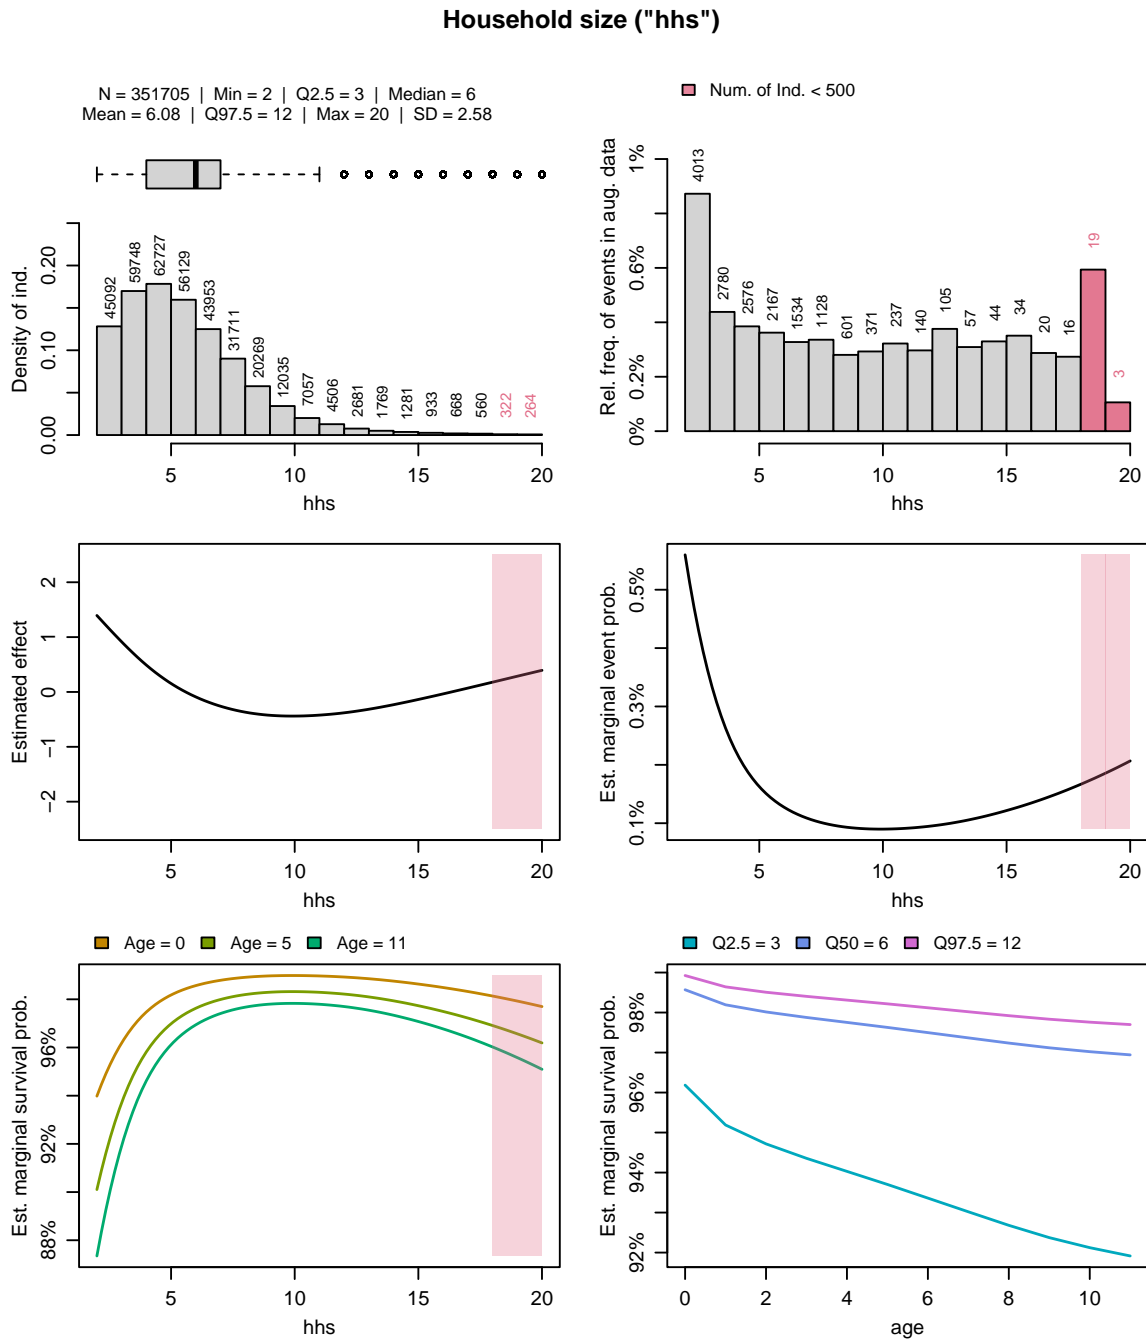 Household size ("hhs")
N = 351705 | Min = 2 | Q2.5 = 3 | Median = 6
Mean = 6.08 | Q97.5 = 12 | Max = 20 | SD = 2.58
Density of ind.
0.00 0.10 0.20
45092 59748 62727 56129 43953 31711 20269 12035 7057 4506 2681 1769 1281 933 668 560 322 264
5 10 15 20
hhs
Num. of Ind. < 500
Rel. freq. of events in aug. data
0% 0.2% 0.6% 1%
4013 2780 2576 2167 1534 1128 601 371 237 140 105 57 44 34 20 16 19 3
5 10 15 20
hhs
Estimated effect
2
1
0
−1
−2
5 10 15 20
hhs
Est. marginal event prob.
0.1% 0.3% 0.5%
5 10 15 20
hhs
Age = 0 Age = 5 Age = 11
Est. marginal survival prob.
88% 92% 96%
5 10 15 20
hhs
Q2.5 = 3 Q50 = 6 Q97.5 = 12
Est. marginal survival prob.
92% 94% 96% 98%
0 2 4 6 8 10
age